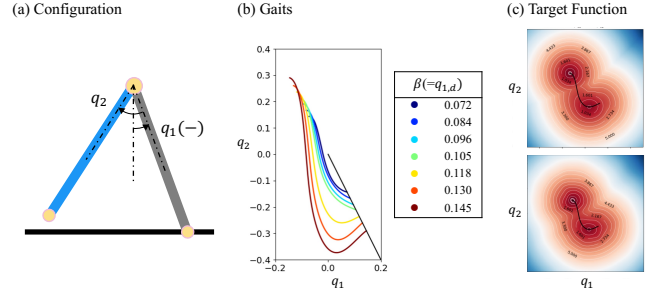 (a) Configuration
(b) Gaits
(c) Target Function
q₂
q₁(−)
q₂
0.4
0.3
0.2
0.1
0.0
−0.1
−0.2
−0.3
−0.4
−0.2
0.0
0.2
q₁
β(=q₁,d)
0.072
0.084
0.096
0.105
0.118
0.130
0.145
q₂
q₂
q₁